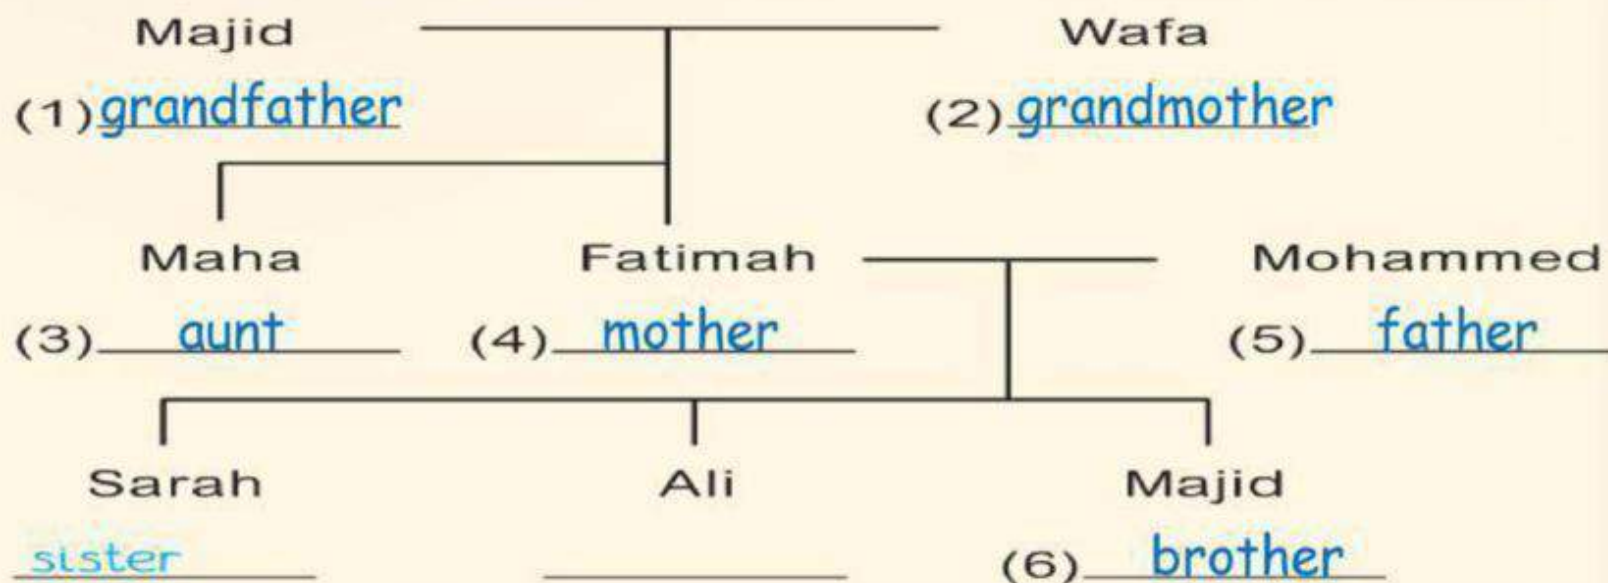 Majid Wafa
(1) grandfather (2) grandmother
Maha Fatimah Mohammed
(3) aunt (4) mother (5) father
Sarah Ali Majid
sister (6) brother